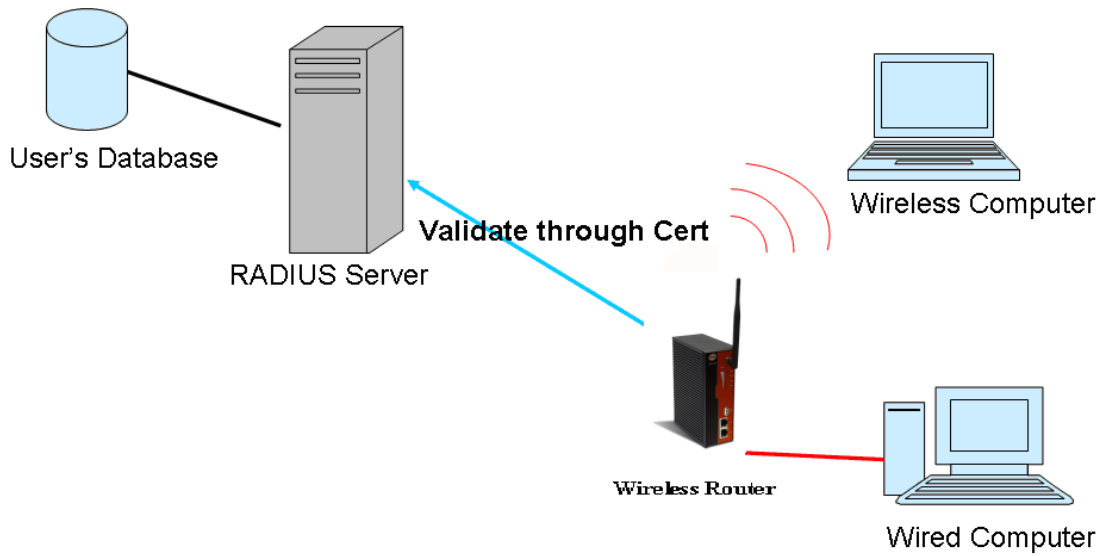 User's Database
RADIUS Server
Validate through Cert
Wireless Computer
Wireless Router
Wired Computer